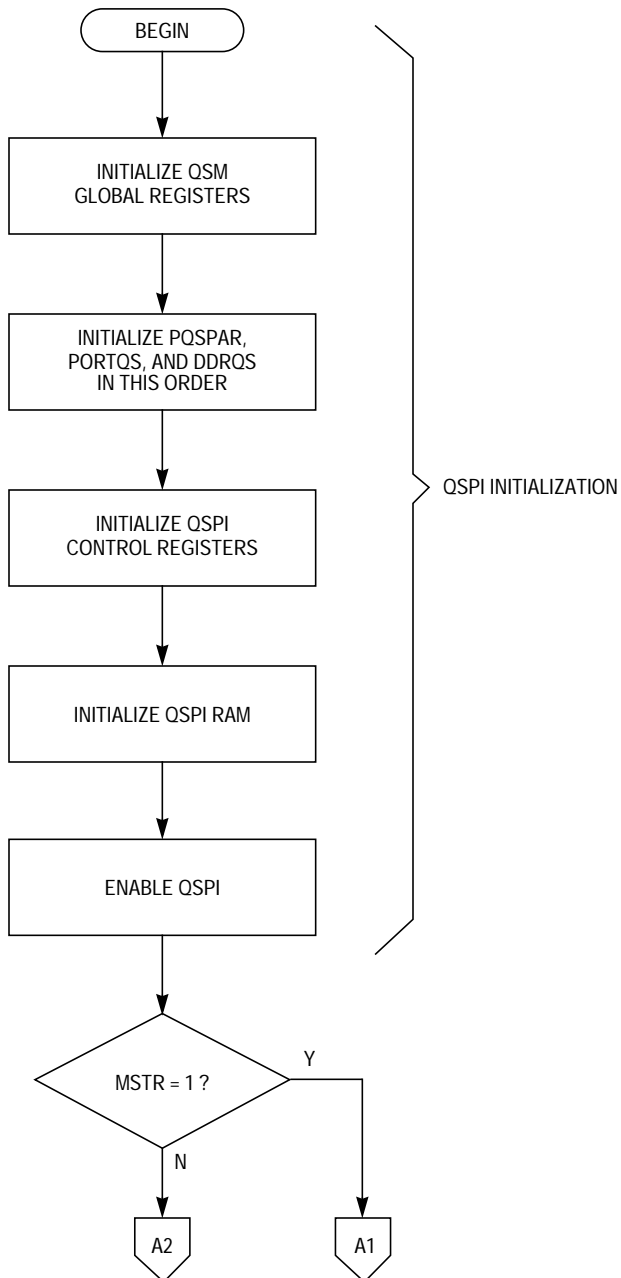 BEGIN
INITIALIZE QSM
GLOBAL REGISTERS
INITIALIZE PQSPAR,
PORTQS, AND DDRQS
IN THIS ORDER
INITIALIZE QSPI
CONTROL REGISTERS
QSPI INITIALIZATION
INITIALIZE QSPI RAM
ENABLE QSPI
MSTR = 1 ?
Y
N
A2
A1